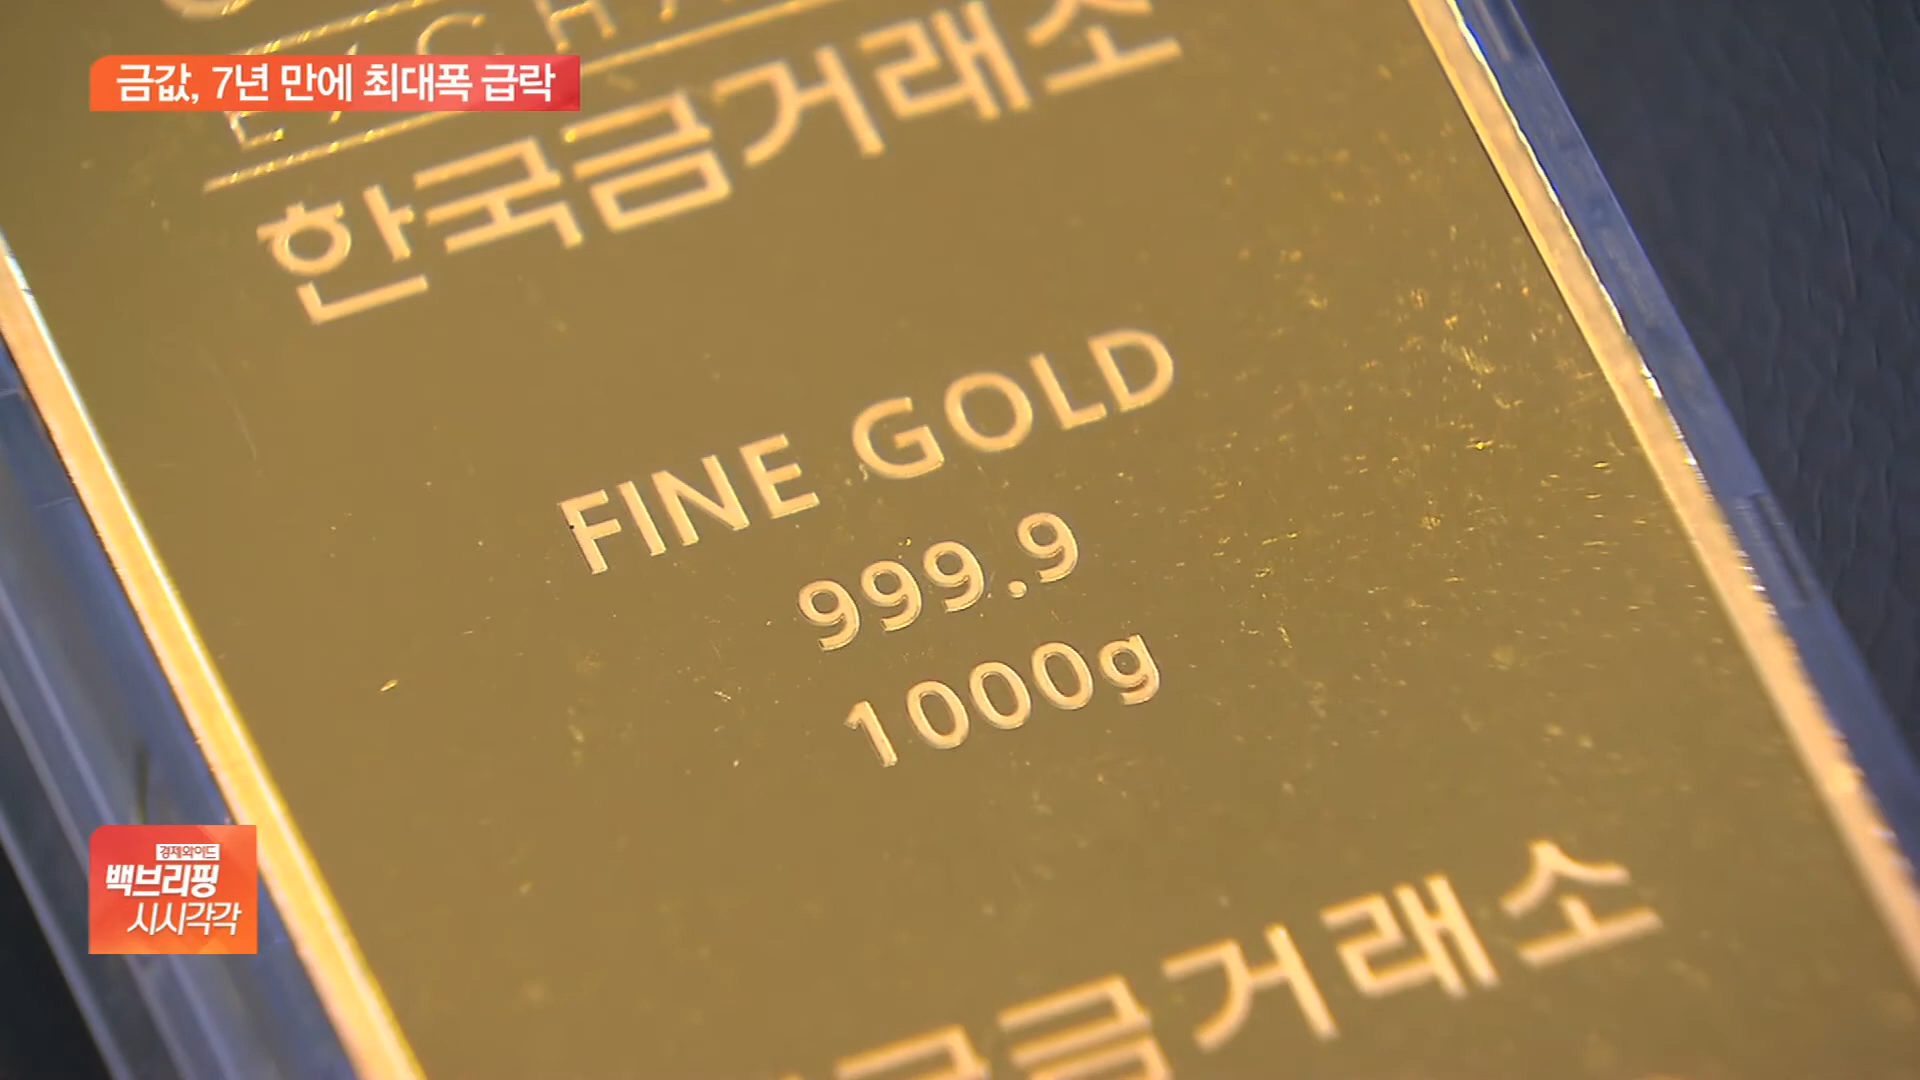 금값, 7년 만에 최대폭 급락
한국금거래소
FINE GOLD
999.9
1000g
금거래소
경제와이드
백브리핑
시시각각